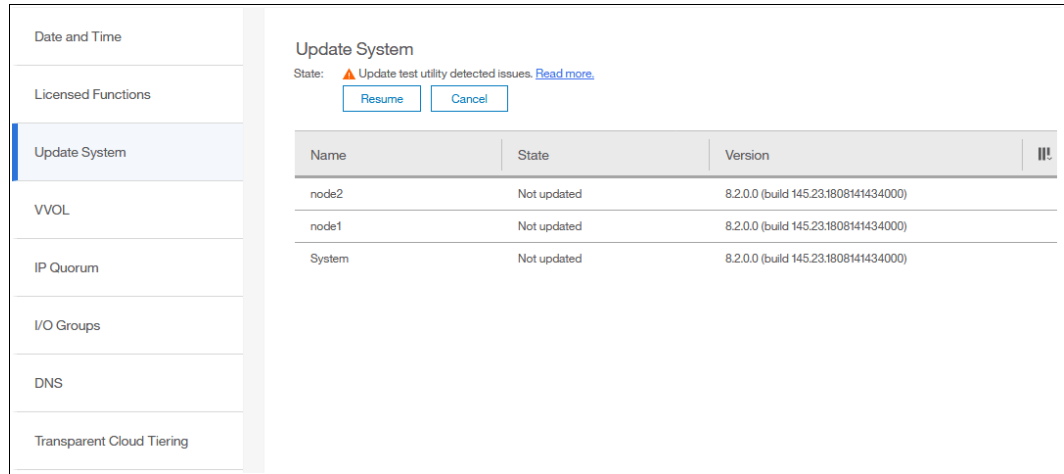 Date and Time
Licensed Functions
Update System
VVOL
IP Quorum
I/O Groups
DNS
Transparent Cloud Tiering
Update System
State: Update test utility detected issues. Read more.
Resume Cancel
Name State Version
node2 Not updated 8.2.0.0 (build 145.23.1808141434000)
node1 Not updated 8.2.0.0 (build 145.23.1808141434000)
System Not updated 8.2.0.0 (build 145.23.1808141434000)